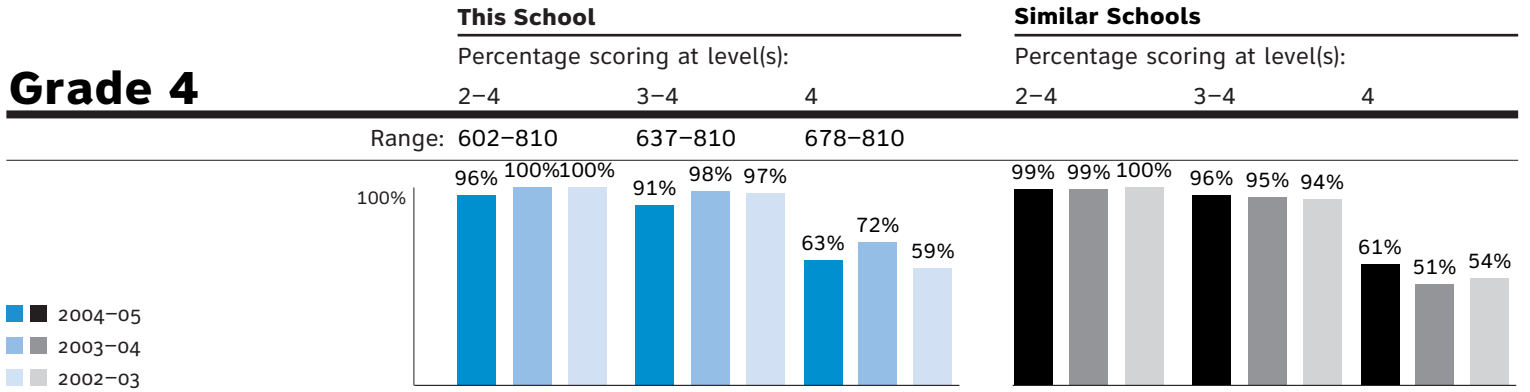 This School Similar Schools
Percentage scoring at level(s): Percentage scoring at level(s):
Grade 4 2–4 3–4 4 2–4 3–4 4
Range: 602–810 637–810 678–810
96% 100% 100% 91% 98% 97% 63% 72% 59% 99% 99% 100% 96% 95% 94% 61% 51% 54%
100%
2004–05
2003–04
2002–03